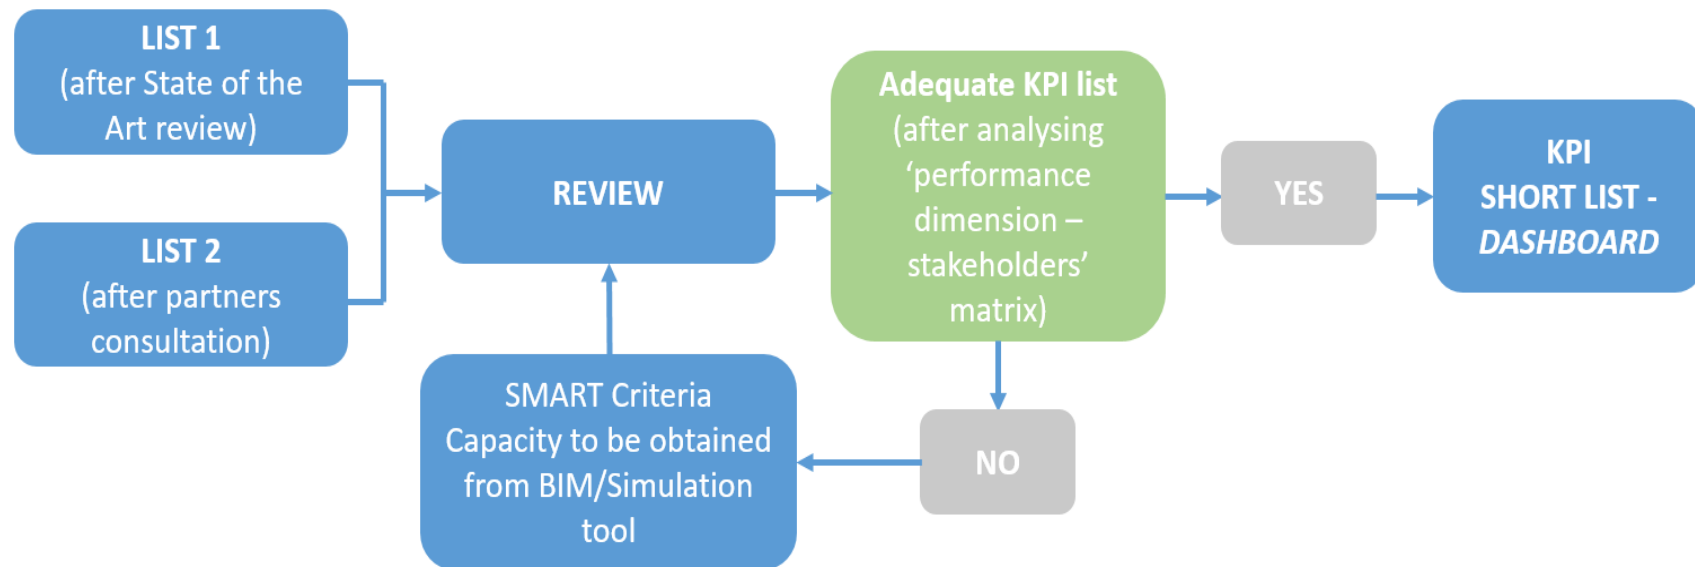 LIST 1
(after State of the
Art review)
LIST 2
(after partners
consultation)
REVIEW
SMART Criteria
Capacity to be obtained
from BIM/Simulation
tool
Adequate KPI list
(after analysing
‘performance
dimension –
stakeholders’
matrix)
NO
YES
KPI
SHORT LIST -
DASHBOARD